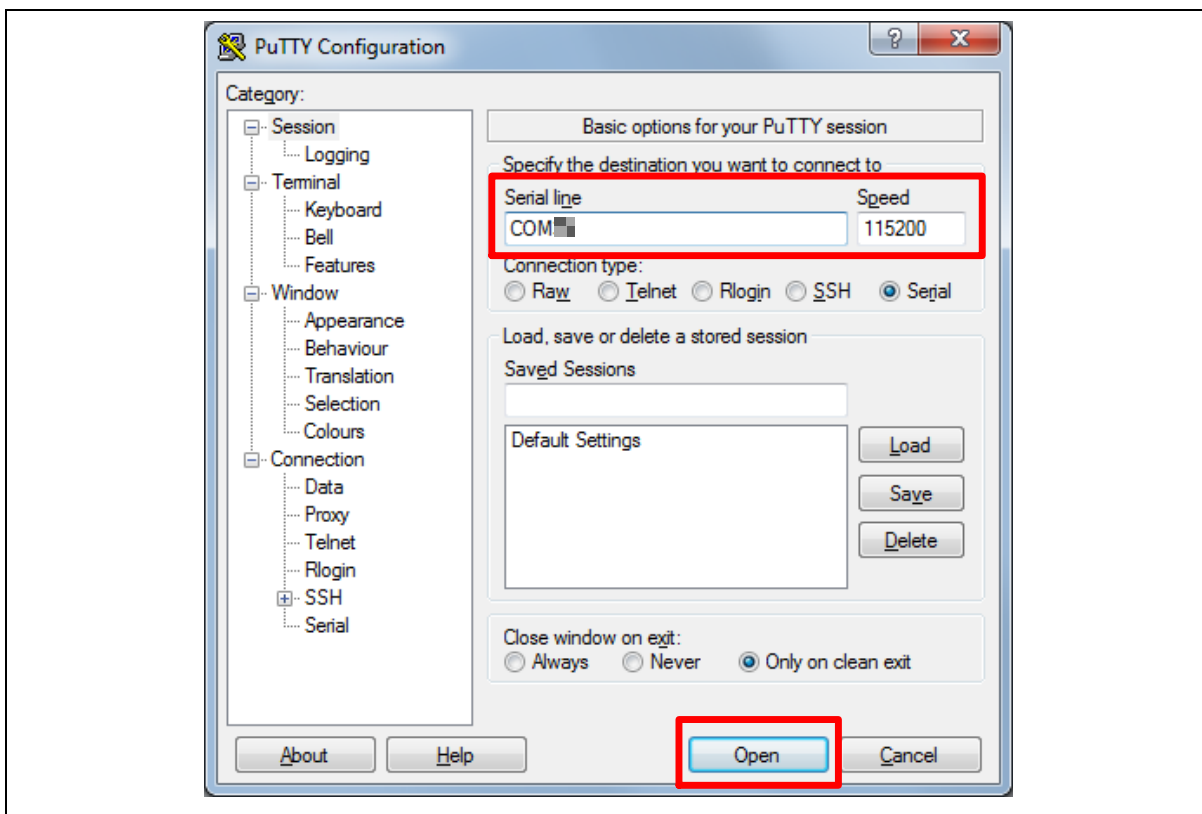 PuTTY Configuration
Category:
Session
Logging
Terminal
Keyboard
Bell
Features
Window
Appearance
Behaviour
Translation
Selection
Colours
Connection
Data
Proxy
Telnet
Rlogin
SSH
Serial
Basic options for your PuTTY session
Specify the destination you want to connect to
Serial line Speed
COM 115200
Connection type:
Raw Telnet Rlogin SSH Serial
Load, save or delete a stored session
Saved Sessions
Default Settings
Load
Save
Delete
Close window on exit:
Always Never Only on clean exit
About Help Open Cancel